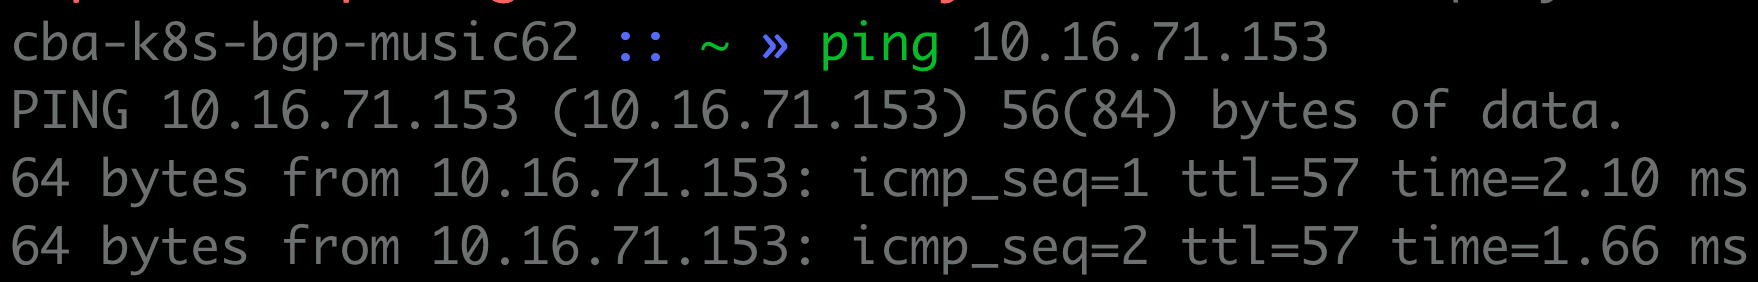 cba-k8s-bgp-music62 :: ~ » ping 10.16.71.153
PING 10.16.71.153 (10.16.71.153) 56(84) bytes of data.
64 bytes from 10.16.71.153: icmp_seq=1 ttl=57 time=2.10 ms
64 bytes from 10.16.71.153: icmp_seq=2 ttl=57 time=1.66 ms